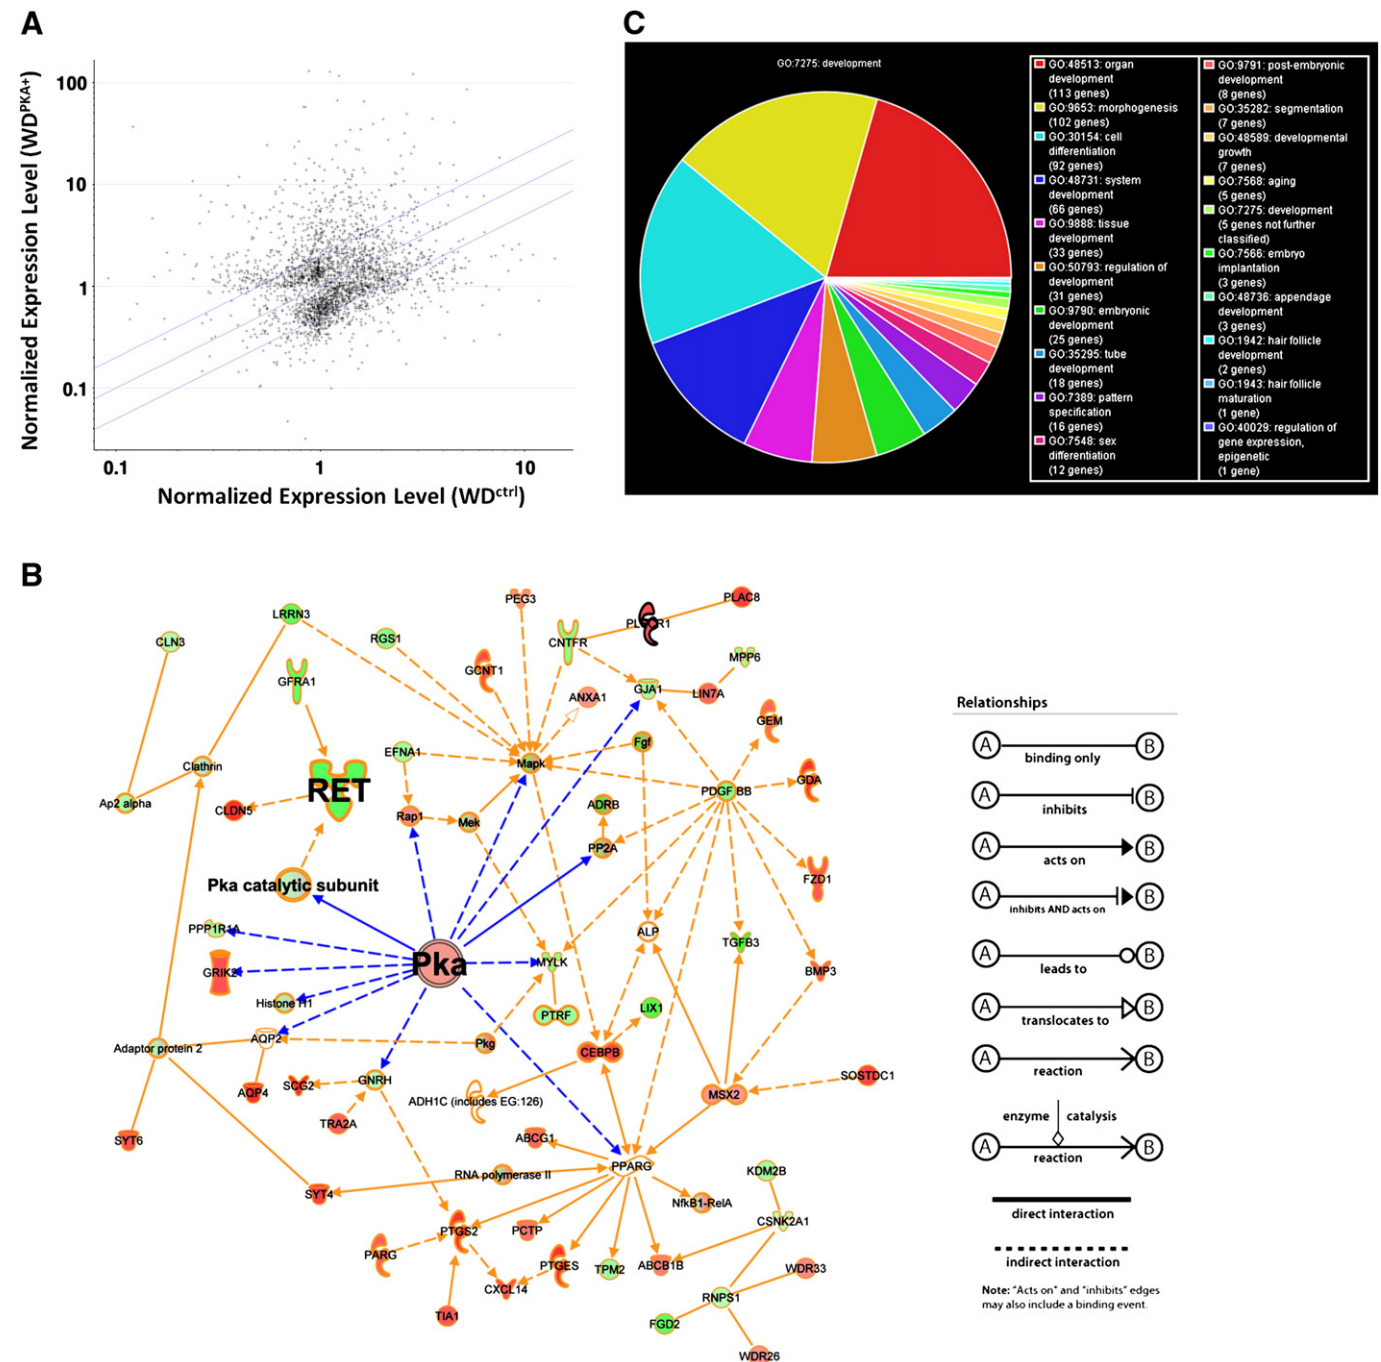 A
Normalized Expression Level (WDPKA+)
100
10
1
0.1
0.1
1
10
Normalized Expression Level (WDctrl)
C
GO:7275: development
GO:48513: organ
development
(113 genes)
GO:9653: morphogenesis
(102 genes)
GO:30154: cell
differentiation
(92 genes)
GO:48731: system
development
(66 genes)
GO:9888: tissue
development
(33 genes)
GO:50793: regulation of
development
(31 genes)
GO:9790: embryonic
development
(25 genes)
GO:35295: tube
development
(18 genes)
GO:7389: pattern
specification
(16 genes)
GO:7548: sex
differentiation
(12 genes)
GO:9791: post-embryonic
development
(8 genes)
GO:35282: segmentation
(7 genes)
GO:48589: developmental
growth
(7 genes)
GO:7568: aging
(5 genes)
GO:7275: development
(5 genes not further
classified)
GO:7566: embryo
implantation
(3 genes)
GO:48736: appendage
development
(3 genes)
GO:1942: hair follicle
development
(2 genes)
GO:1943: hair follicle
maturation
(1 gene)
GO:40029: regulation of
gene expression,
epigenetic
(1 gene)
B
PEG3
PLAC8
LRRN3
RGS1
CNTFR
CLN3
GCNT1
MPP6
GFRA1
ANXA1
GJA1
LIN7A
GEM
EFNA1
Fgf
Clathrin
Mapk
RET
PDGF BB
GDA
Ap2 alpha
CLDN5
Rap1
Mek
ADRB
PP2A
Pka catalytic subunit
FZD1
PPP1R1A
ALP
TGFB3
Pka
MYLK
GRIK2
BMP3
Histone H1
PTRF
LIX1
Adaptor protein 2
AQP2
Pkg
CEBPB
AQP4
SCG2
GNRH
SOSTDC1
ADH1C (includes EG:126)
MSX2
TRA2A
SYT6
ABCG1
PPARG
RNA polymerase II
KDM2B
SYT4
NfkB1-RelA
CSNK2A1
PTGS2
PCTP
PARG
PTGES
TPM2
ABCB1B
WDR33
CXCL14
RNPS1
TIA1
FGD2
WDR26
Relationships
A B
binding only
A B
inhibits
A B
acts on
A B
inhibits AND acts on
A B
leads to
A B
translocates to
A B
reaction
enzyme catalysis
A B
reaction
direct interaction
indirect interaction
Note: "Acts on" and "inhibits" edges
may also include a binding event.